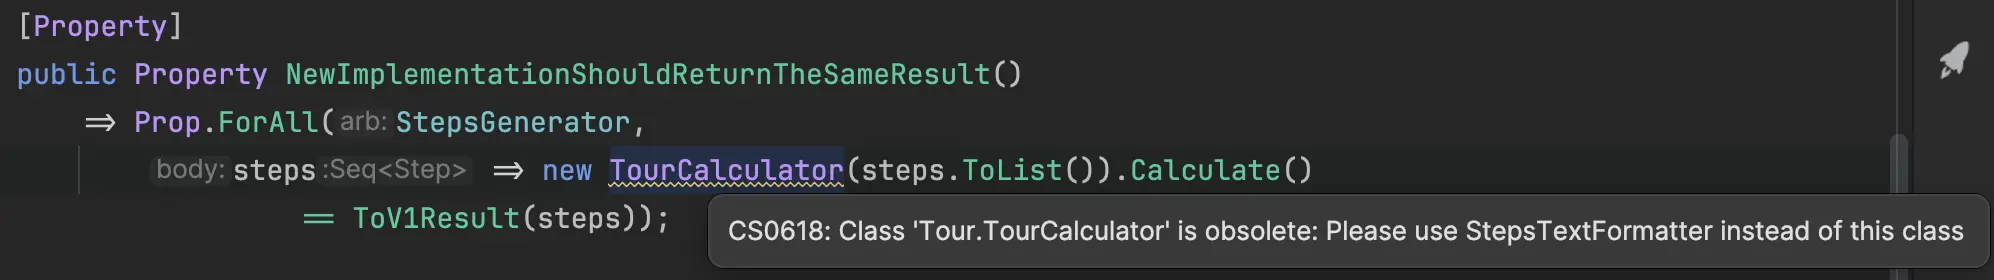 [Property]
public Property NewImplementationShouldReturnTheSameResult()
=> Prop.ForAll(arb: StepsGenerator,
body: steps :Seq<Step> => new TourCalculator(steps.ToList()).Calculate()
== ToV1Result(steps));
CS0618: Class 'Tour.TourCalculator' is obsolete: Please use StepsTextFormatter instead of this class